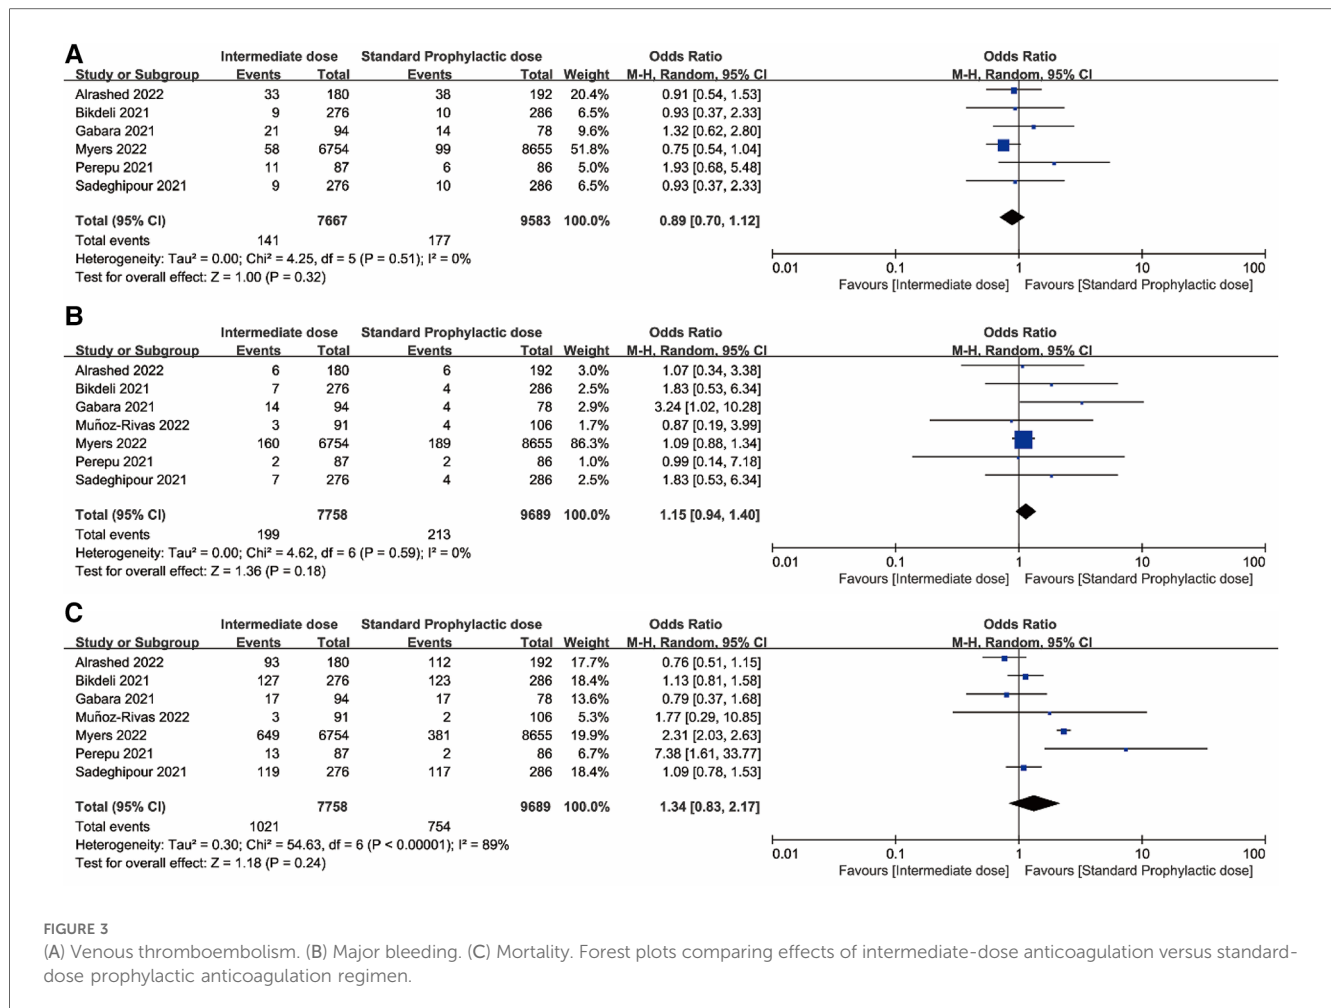 A
Intermediate dose Standard Prophylactic dose Odds Ratio Odds Ratio
Study or Subgroup Events Total Events Total Weight M-H, Random, 95% CI M-H, Random, 95% CI
Alrashed 2022 33 180 38 192 20.4% 0.91 [0.54, 1.53]
Bikdeli 2021 9 276 10 286 6.5% 0.93 [0.37, 2.33]
Gabara 2021 21 94 14 78 9.6% 1.32 [0.62, 2.80]
Myers 2022 58 6754 99 8655 51.8% 0.75 [0.54, 1.04]
Perepu 2021 11 87 6 86 5.0% 1.93 [0.68, 5.48]
Sadeghipour 2021 9 276 10 286 6.5% 0.93 [0.37, 2.33]
Total (95% CI) 7667 9583 100.0% 0.89 [0.70, 1.12]
Total events 141 177
Heterogeneity: Tau² = 0.00; Chi² = 4.25, df = 5 (P = 0.51); I² = 0%
Test for overall effect: Z = 1.00 (P = 0.32)
0.01 0.1 1 10 100
Favours [Intermediate dose] Favours [Standard Prophylactic dose]
B
Intermediate dose Standard Prophylactic dose Odds Ratio Odds Ratio
Study or Subgroup Events Total Events Total Weight M-H, Random, 95% CI M-H, Random, 95% CI
Alrashed 2022 6 180 6 192 3.0% 1.07 [0.34, 3.38]
Bikdeli 2021 7 276 4 286 2.5% 1.83 [0.53, 6.34]
Gabara 2021 14 94 4 78 2.9% 3.24 [1.02, 10.28]
Muñoz-Rivas 2022 3 91 4 106 1.7% 0.87 [0.19, 3.99]
Myers 2022 160 6754 189 8655 86.3% 1.09 [0.88, 1.34]
Perepu 2021 2 87 2 86 1.0% 0.99 [0.14, 7.18]
Sadeghipour 2021 7 276 4 286 2.5% 1.83 [0.53, 6.34]
Total (95% CI) 7758 9689 100.0% 1.15 [0.94, 1.40]
Total events 199 213
Heterogeneity: Tau² = 0.00; Chi² = 4.62, df = 6 (P = 0.59); I² = 0%
Test for overall effect: Z = 1.36 (P = 0.18)
0.01 0.1 1 10 100
Favours [Intermediate dose] Favours [Standard Prophylactic dose]
C
Intermediate dose Standard Prophylactic dose Odds Ratio Odds Ratio
Study or Subgroup Events Total Events Total Weight M-H, Random, 95% CI M-H, Random, 95% CI
Alrashed 2022 93 180 112 192 17.7% 0.76 [0.51, 1.15]
Bikdeli 2021 127 276 123 286 18.4% 1.13 [0.81, 1.58]
Gabara 2021 17 94 17 78 13.6% 0.79 [0.37, 1.68]
Muñoz-Rivas 2022 3 91 2 106 5.3% 1.77 [0.29, 10.85]
Myers 2022 649 6754 381 8655 19.9% 2.31 [2.03, 2.63]
Perepu 2021 13 87 2 86 6.7% 7.38 [1.61, 33.77]
Sadeghipour 2021 119 276 117 286 18.4% 1.09 [0.78, 1.53]
Total (95% CI) 7758 9689 100.0% 1.34 [0.83, 2.17]
Total events 1021 754
Heterogeneity: Tau² = 0.30; Chi² = 54.63, df = 6 (P < 0.00001); I² = 89%
Test for overall effect: Z = 1.18 (P = 0.24)
0.01 0.1 1 10 100
Favours [Intermediate dose] Favours [Standard Prophylactic dose]
FIGURE 3
(A) Venous thromboembolism. (B) Major bleeding. (C) Mortality. Forest plots comparing effects of intermediate-dose anticoagulation versus standard-
dose prophylactic anticoagulation regimen.